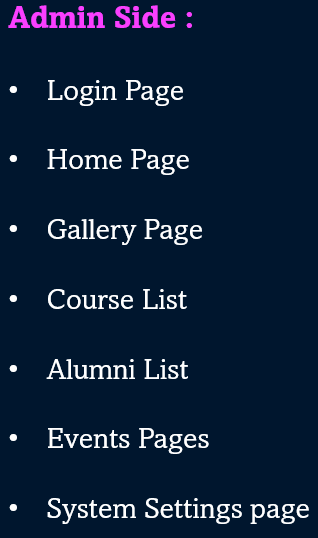 Admin Side :
• Login Page
• Home Page
• Gallery Page
• Course List
• Alumni List
• Events Pages
• System Settings page